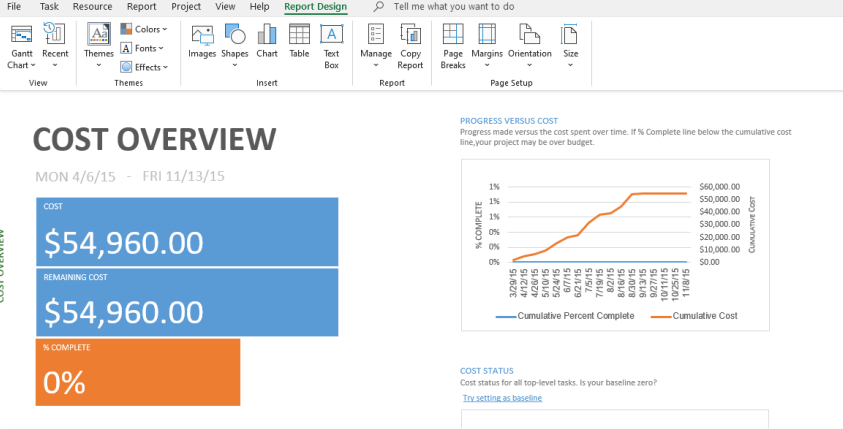 File Task Resource Report Project View Help Report Design Tell me what you want to do
Gantt Chart Recent
View
Themes Colors
Fonts
Effects
Themes
Images Shapes Chart Table Text Box
Insert
Manage Copy Report
Report
Page Breaks Margins Orientation Size
Page Setup
COST OVERVIEW
COST OVERVIEW
MON 4/6/15 - FRI 11/13/15
COST
$54,960.00
REMAINING COST
$54,960.00
% COMPLETE
0%
PROGRESS VERSUS COST
Progress made versus the cost spent over time. If % Complete line below the cumulative cost
line,your project may be over budget.
% COMPLETE
1%
1%
1%
0%
0%
0%
$60,000.00
$50,000.00
$40,000.00
$30,000.00
$20,000.00
$10,000.00
$0.00
CUMULATIVE COST
3/29/15
4/12/15
4/26/15
5/10/15
5/24/15
6/7/15
6/21/15
7/5/15
7/19/15
8/2/15
8/16/15
8/30/15
9/13/15
9/27/15
10/11/15
10/25/15
11/8/15
Cumulative Percent Complete Cumulative Cost
COST STATUS
Cost status for all top-level tasks. Is your baseline zero?
Try setting as baseline